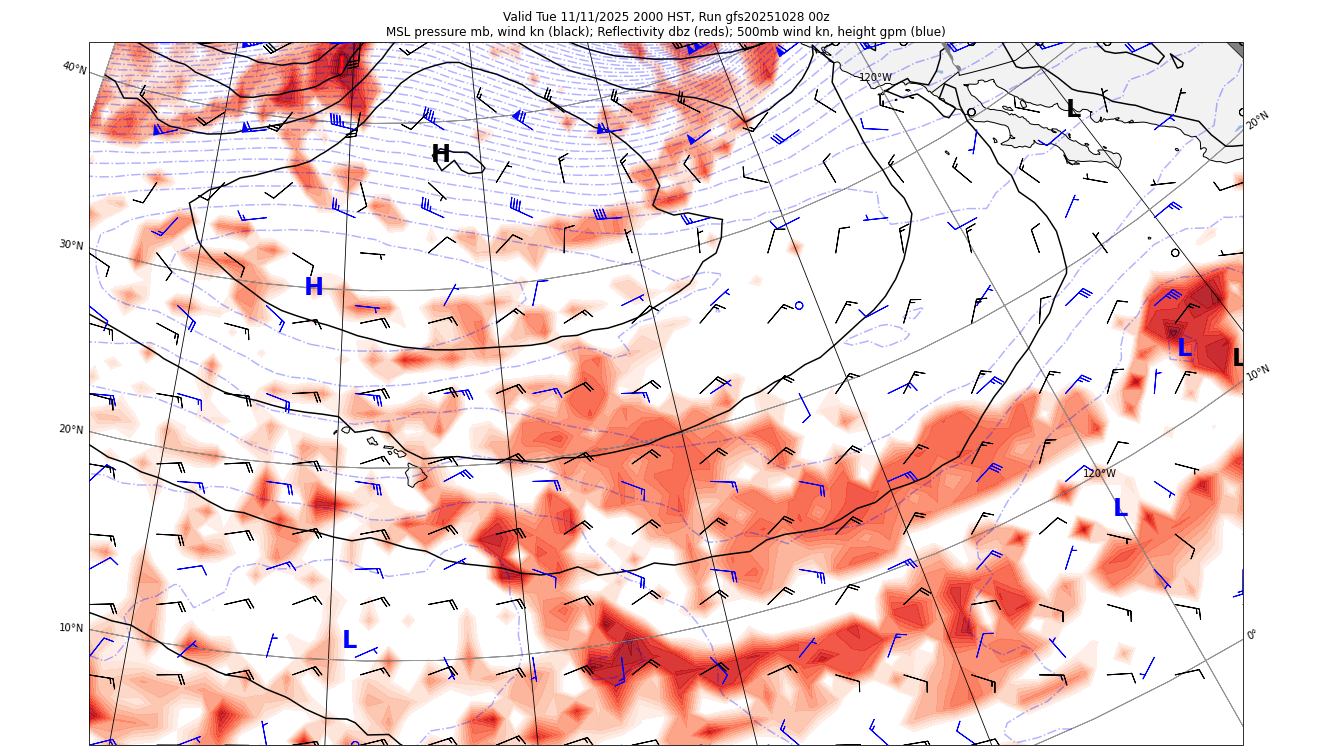 Valid Tue 11/11/2025 2000 HST, Run gfs20251028 00z
MSL pressure mb, wind kn (black); Reflectivity dbz (reds); 500mb wind kn, height gpm (blue)
40°N
120°W
L
20°N
H
30°N
H
L
L
10°N
20°N
120°W
L
10°N
L
0°